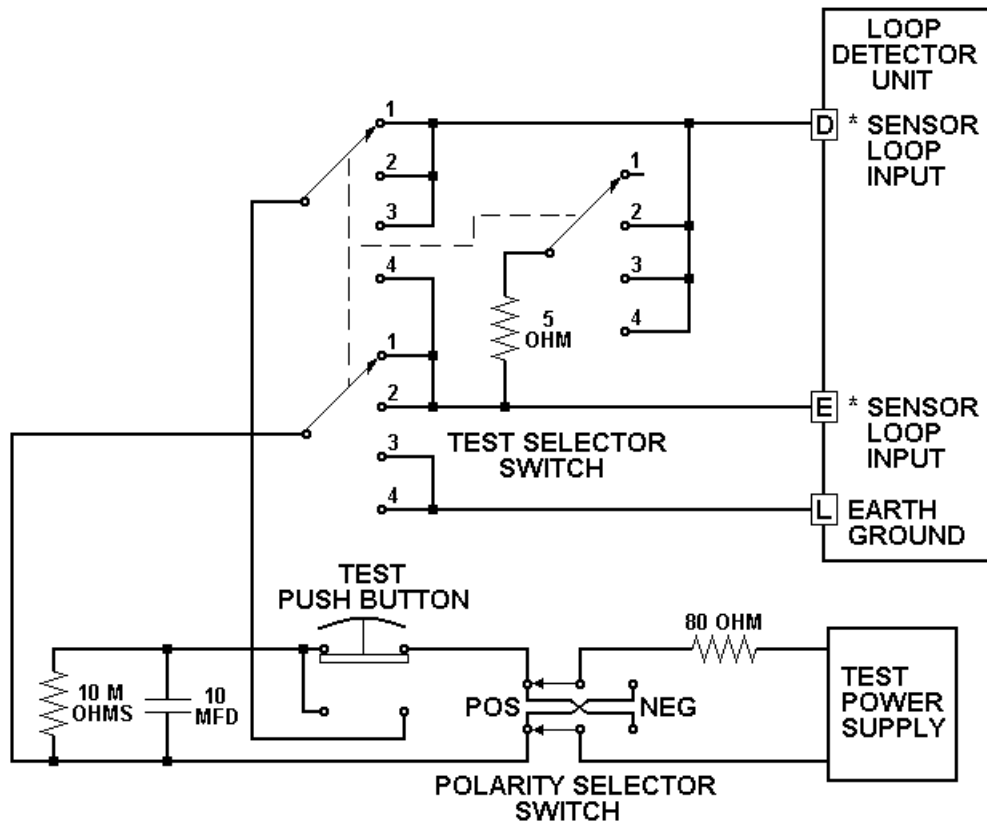 LOOP
DETECTOR
UNIT
1
D * SENSOR
LOOP
INPUT
2
1
3
2
4
3
5
OHM
4
1
2
E * SENSOR
LOOP
INPUT
TEST SELECTOR
SWITCH
3
4
L EARTH
GROUND
TEST
PUSH BUTTON
80 OHM
10 M
OHMS
10
MFD
POS
NEG
TEST
POWER
SUPPLY
POLARITY SELECTOR
SWITCH